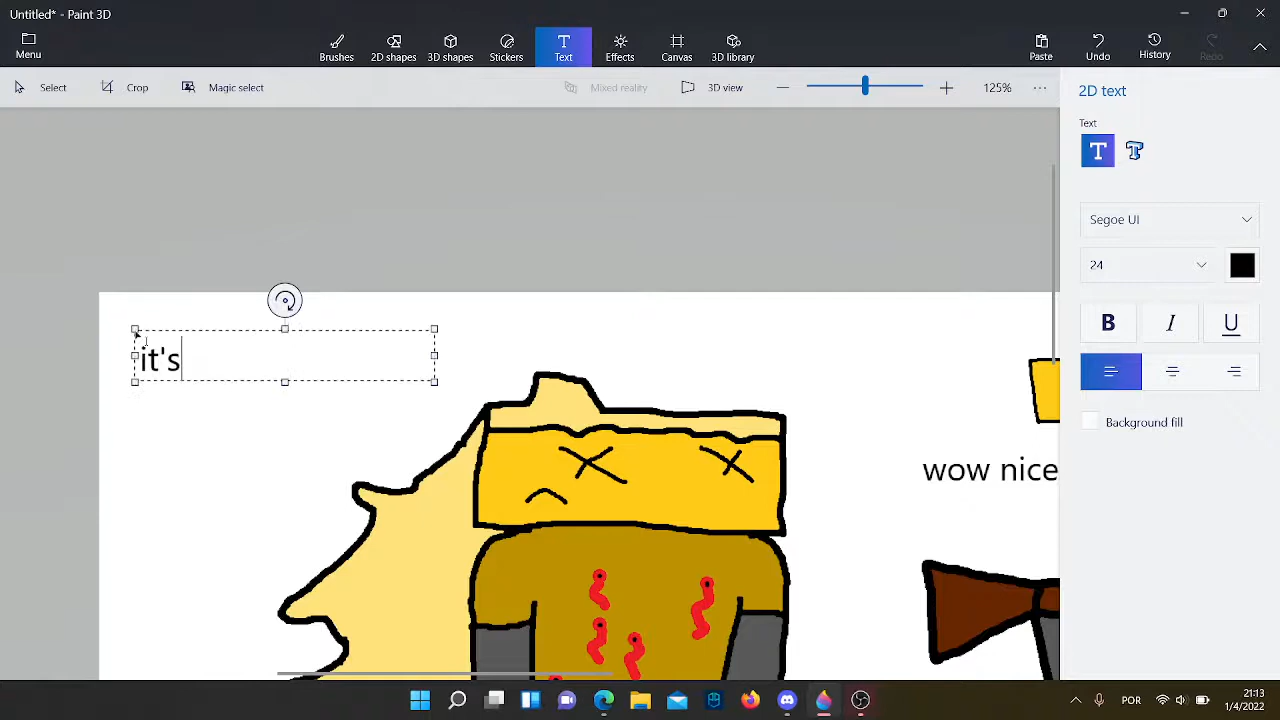 Untitled* - Paint 3D
Menu
Brushes
2D shapes
3D shapes
Stickers
Text
Effects
Canvas
3D library
Paste
Undo
History
Redo
Select
Crop
Magic select
Mixed reality
3D view
125%
2D text
Text
Segoe UI
24
B
I
U
Background fill
it's
wow nice
POR
21:13
1/4/2022